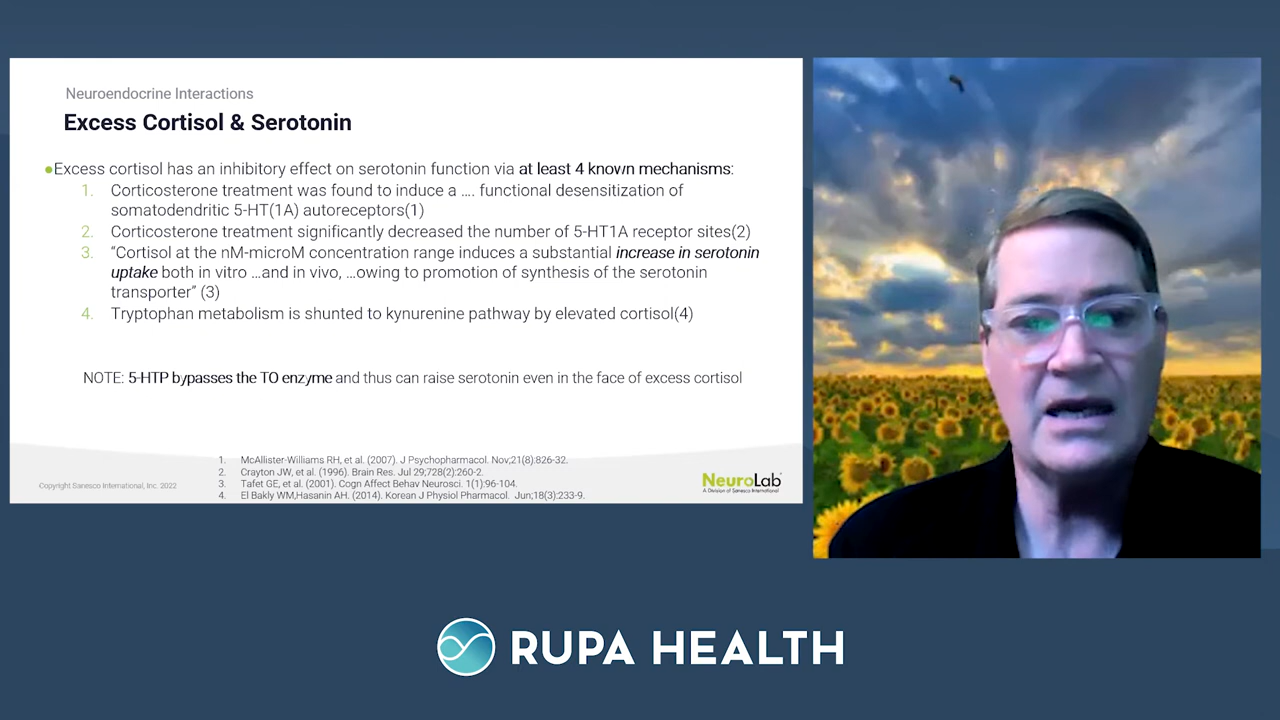 Neuroendocrine Interactions
Excess Cortisol & Serotonin
Excess cortisol has an inhibitory effect on serotonin function via at least 4 known mechanisms:
1. Corticosterone treatment was found to induce a .... functional desensitization of
somatodendritic 5-HT(1A) autoreceptors(1)
2. Corticosterone treatment significantly decreased the number of 5-HT1A receptor sites(2)
3. "Cortisol at the nM-microM concentration range induces a substantial increase in serotonin
uptake both in vitro ...and in vivo, ...owing to promotion of synthesis of the serotonin
transporter" (3)
4. Tryptophan metabolism is shunted to kynurenine pathway by elevated cortisol(4)
NOTE: 5-HTP bypasses the TO enzyme and thus can raise serotonin even in the face of excess cortisol
1. McAllister-Williams RH, et al. (2007). J Psychopharmacol. Nov;21(8):826-32.
2. Crayton JW, et al. (1996). Brain Res. Jul 29;728(2):260-2.
3. Tafet GE, et al. (2001). Cogn Affect Behav Neurosci. 1(1):96-104.
4. El Bakly WM,Hasanin AH. (2014). Korean J Physiol Pharmacol. Jun;18(3):233-9.
Copyright Sanesco International, Inc. 2022
NeuroLab
A Division of Sanesco International
RUPA HEALTH